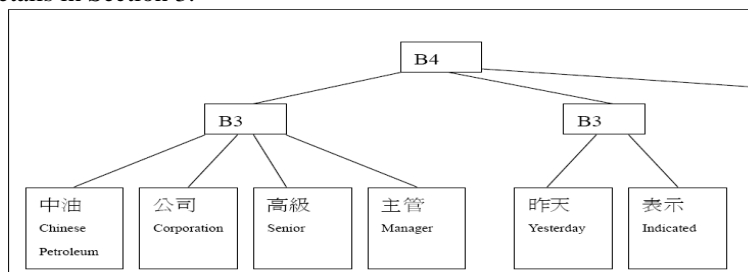 B4
B3
B3
中油
Chinese
Petroleum
公司
Corporation
高級
Senior
主管
Manager
昨天
Yesterday
表示
Indicated